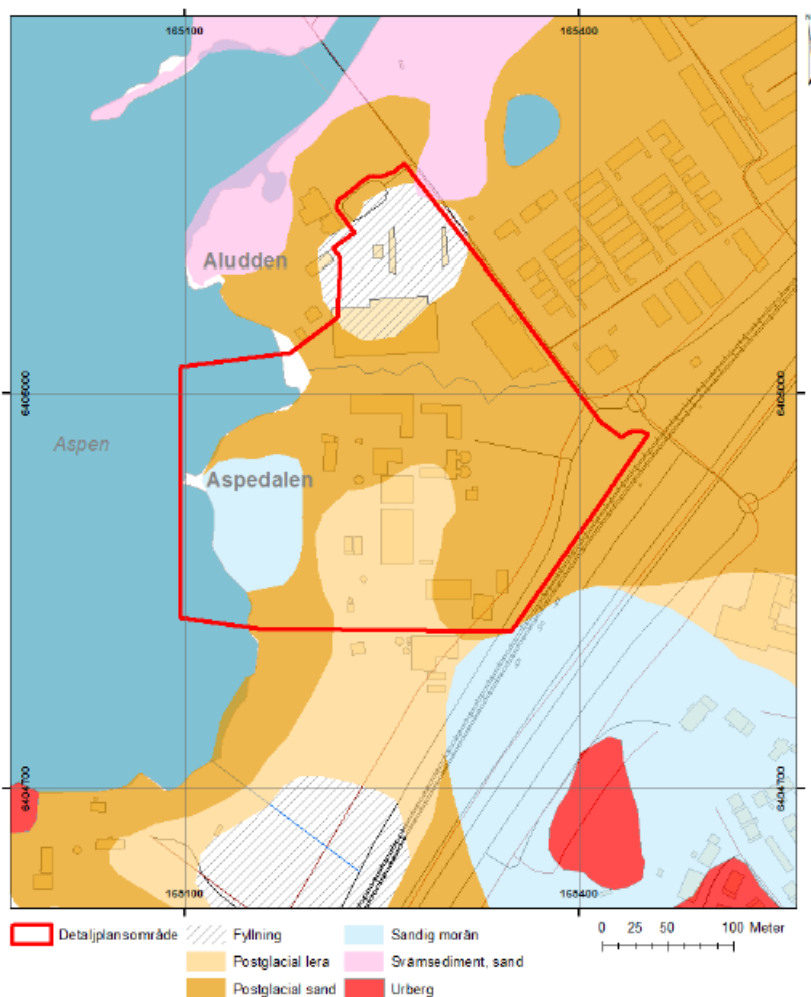 N
165100 165400
Aludden
6405000 6405000
Aspen
Aspedalen
6404700 6404700
165100 165400
Detaljplansområde Fyllning Sandig morän
Postglacial lera Svämsediment, sand
Postglacial sand Urberg
0 25 50 100 Meter